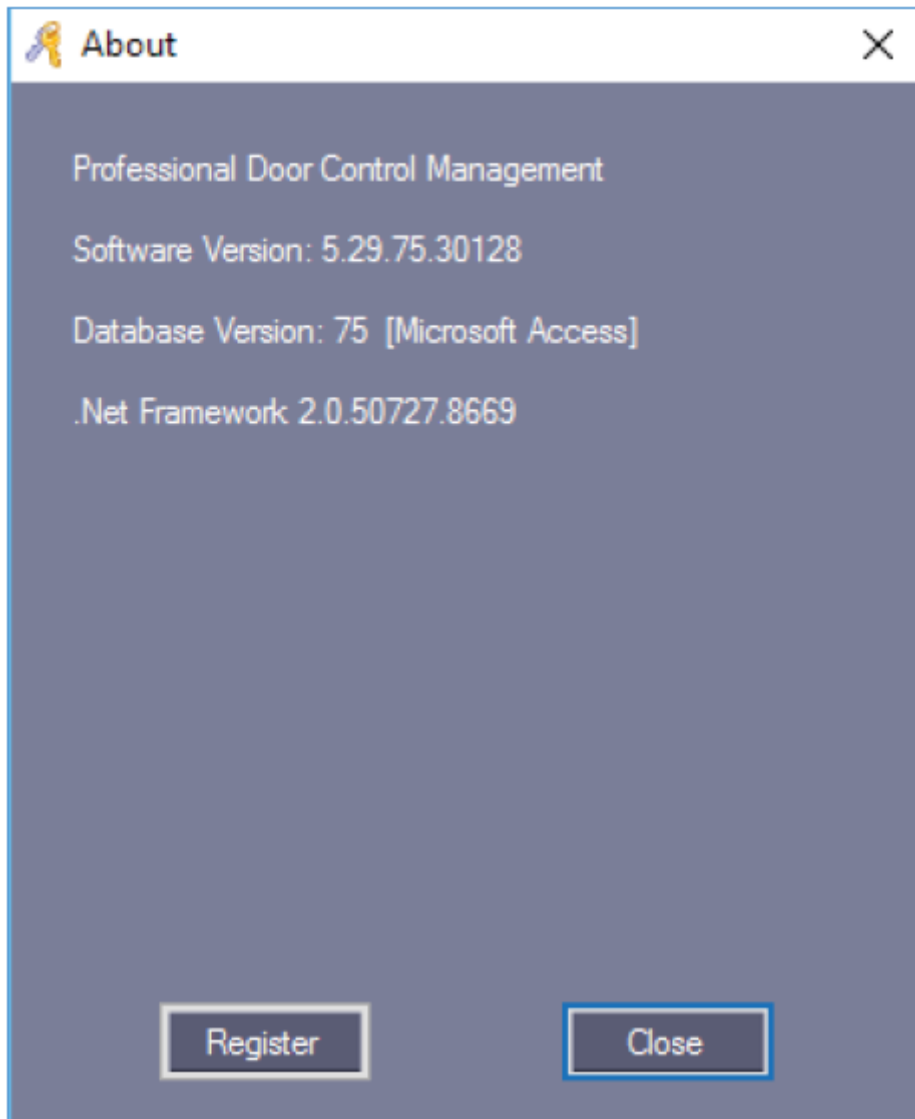 About
Professional Door Control Management
Software Version: 5.29.75.30128
Database Version: 75  [Microsoft Access]
.Net Framework 2.0.50727.8669
Register
Close